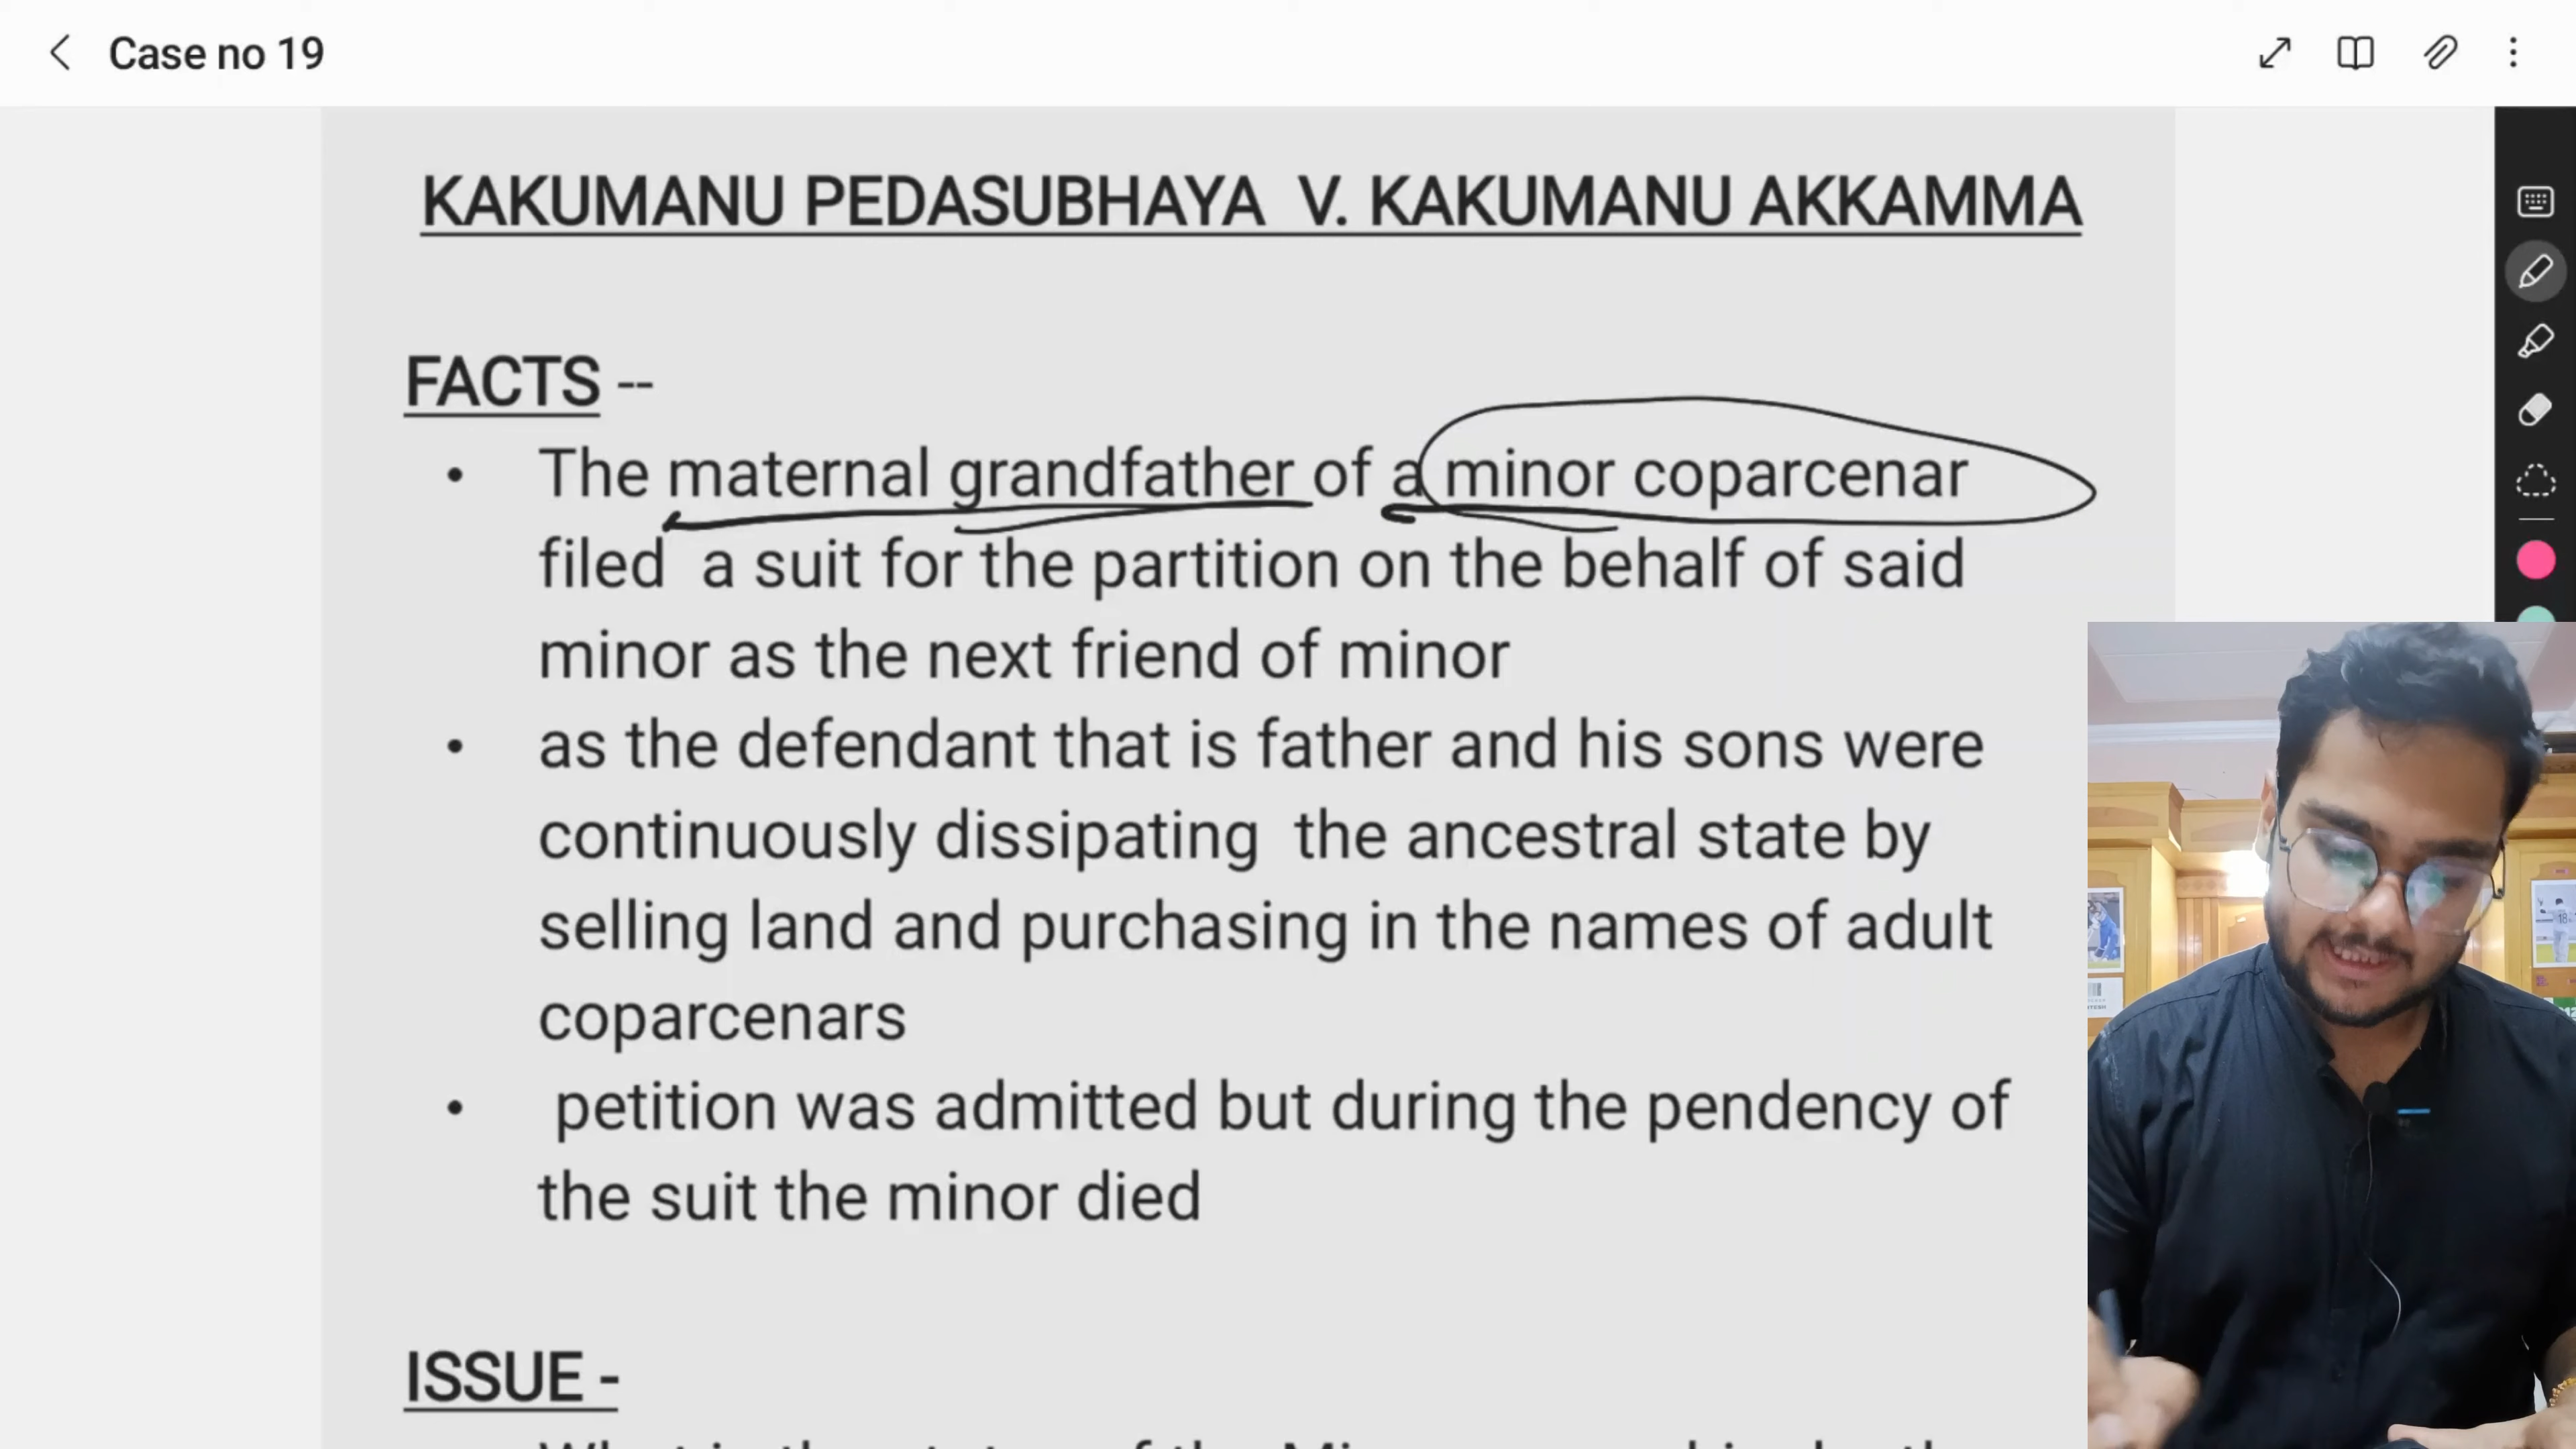 Case no 19
KAKUMANU PEDASUBHAYA V. KAKUMANU AKKAMMA
FACTS --
• The maternal grandfather of a minor coparcenar
filed a suit for the partition on the behalf of said
minor as the next friend of minor
• as the defendant that is father and his sons were
continuously dissipating the ancestral state by
selling land and purchasing in the names of adult
coparcenars
• petition was admitted but during the pendency of
the suit the minor died
ISSUE -
18